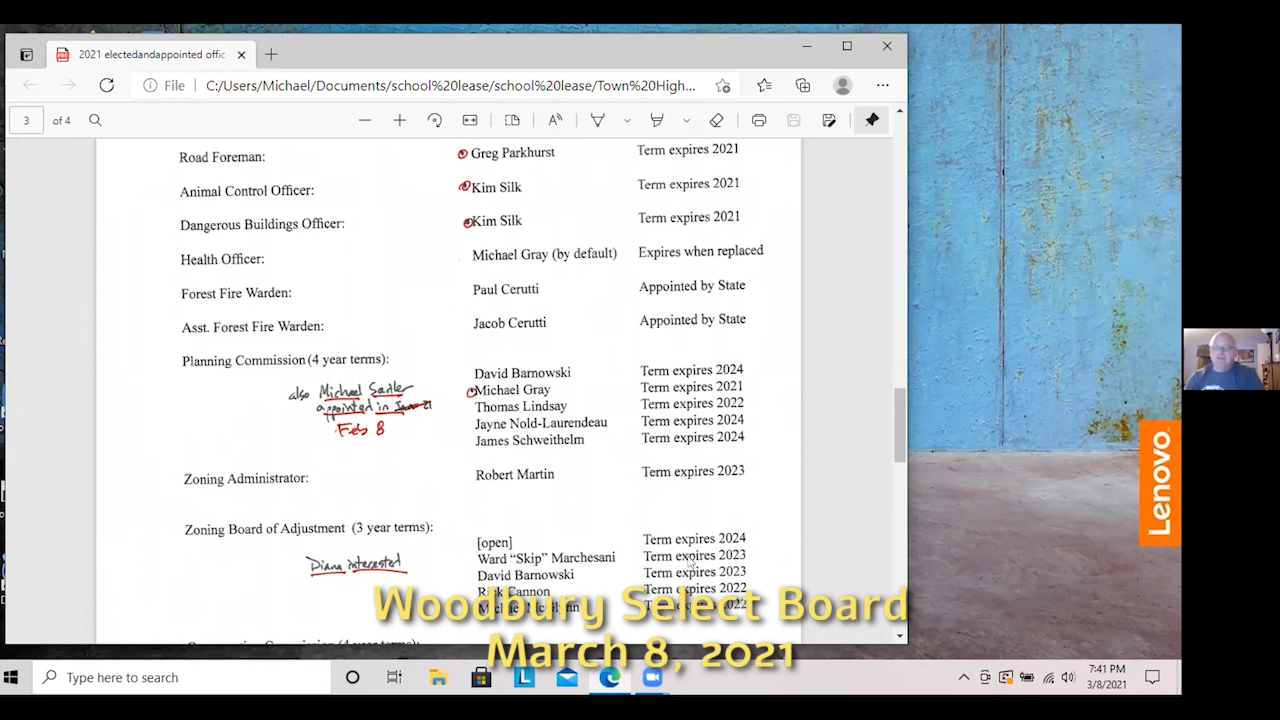 2021 electedandappointed offic
File C:/Users/Michael/Documents/school%20lease/school%20lease/Town%20High...
3 of 4
Road Foreman: Greg Parkhurst Term expires 2021
Animal Control Officer: Kim Silk Term expires 2021
Dangerous Buildings Officer: Kim Silk Term expires 2021
Health Officer: Michael Gray (by default) Expires when replaced
Forest Fire Warden: Paul Cerutti Appointed by State
Asst. Forest Fire Warden: Jacob Cerutti Appointed by State
Planning Commission (4 year terms):
David Barnowski Term expires 2024
also Michael Michael Gray Term expires 2021
appointed in Thomas Lindsay Term expires 2022
Feb 8 Jayne Nold-Laurendeau Term expires 2024
James Schweithelm Term expires 2024
Zoning Administrator: Robert Martin Term expires 2023
Zoning Board of Adjustment (3 year terms):
[open] Term expires 2024
Diana interested Ward “Skip” Marchesani Term expires 2023
David Barnowski Term expires 2023
Rick Cannon Term expires 2022
Michael McGlynn Term expires 2022
Woodbury Select Board
March 8, 2021
Lenovo
Type here to search
7:41 PM
3/8/2021